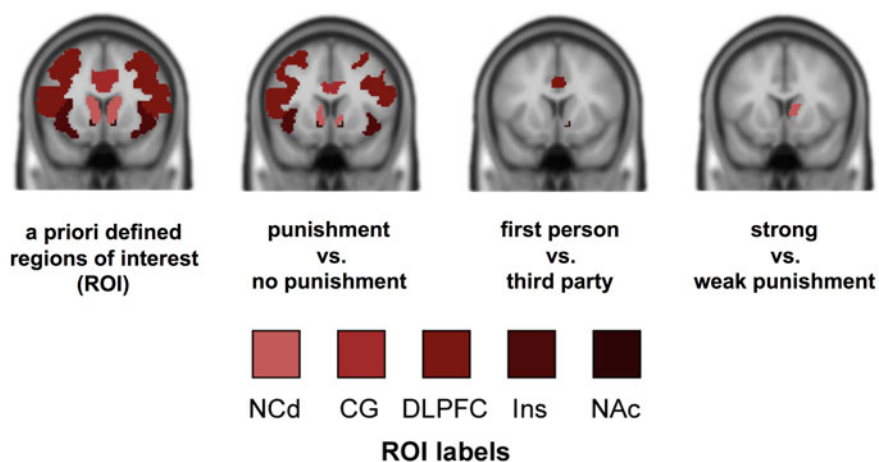 a priori defined
regions of interest
(ROI)
punishment
vs.
no punishment
first person
vs.
third party
strong
vs.
weak punishment
NCd CG DLPFC Ins NAc
ROI labels